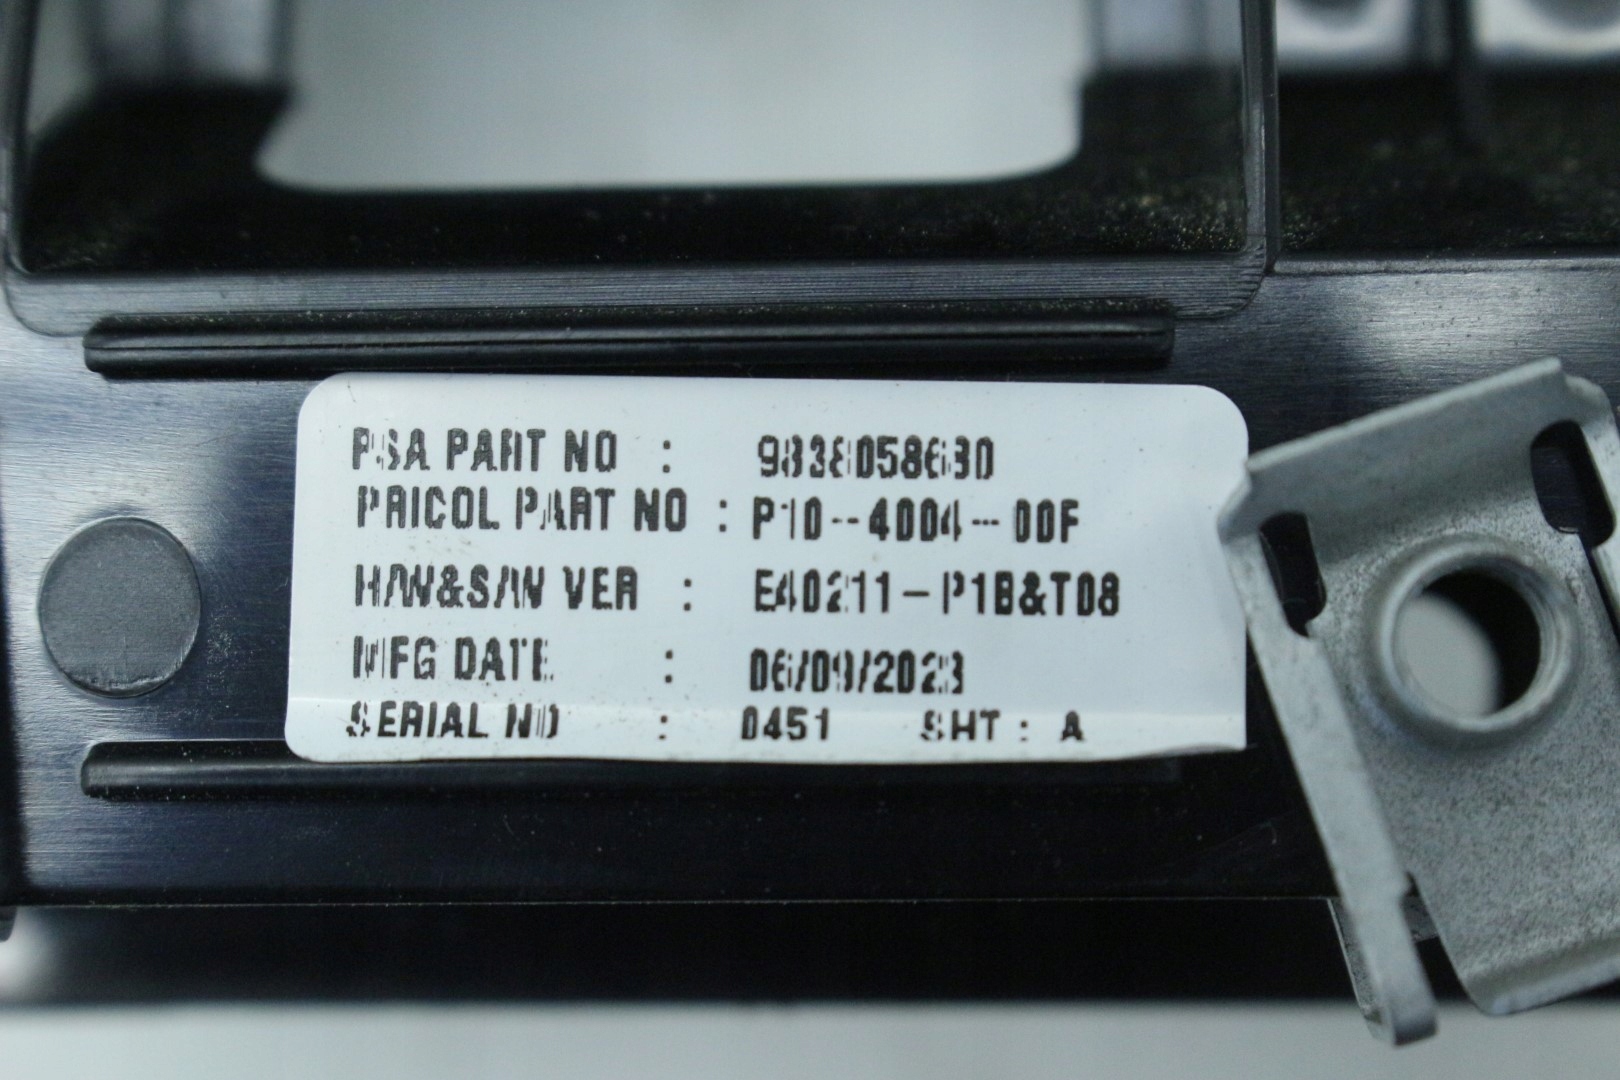 PSA PART NO : 9838058680
PRICOL PART NO : P10-4004-00F
H/W&S/W VER : E40211-P1B&T08
MFG DATE : 06/09/2023
SERIAL NO : 0451 SHT : A